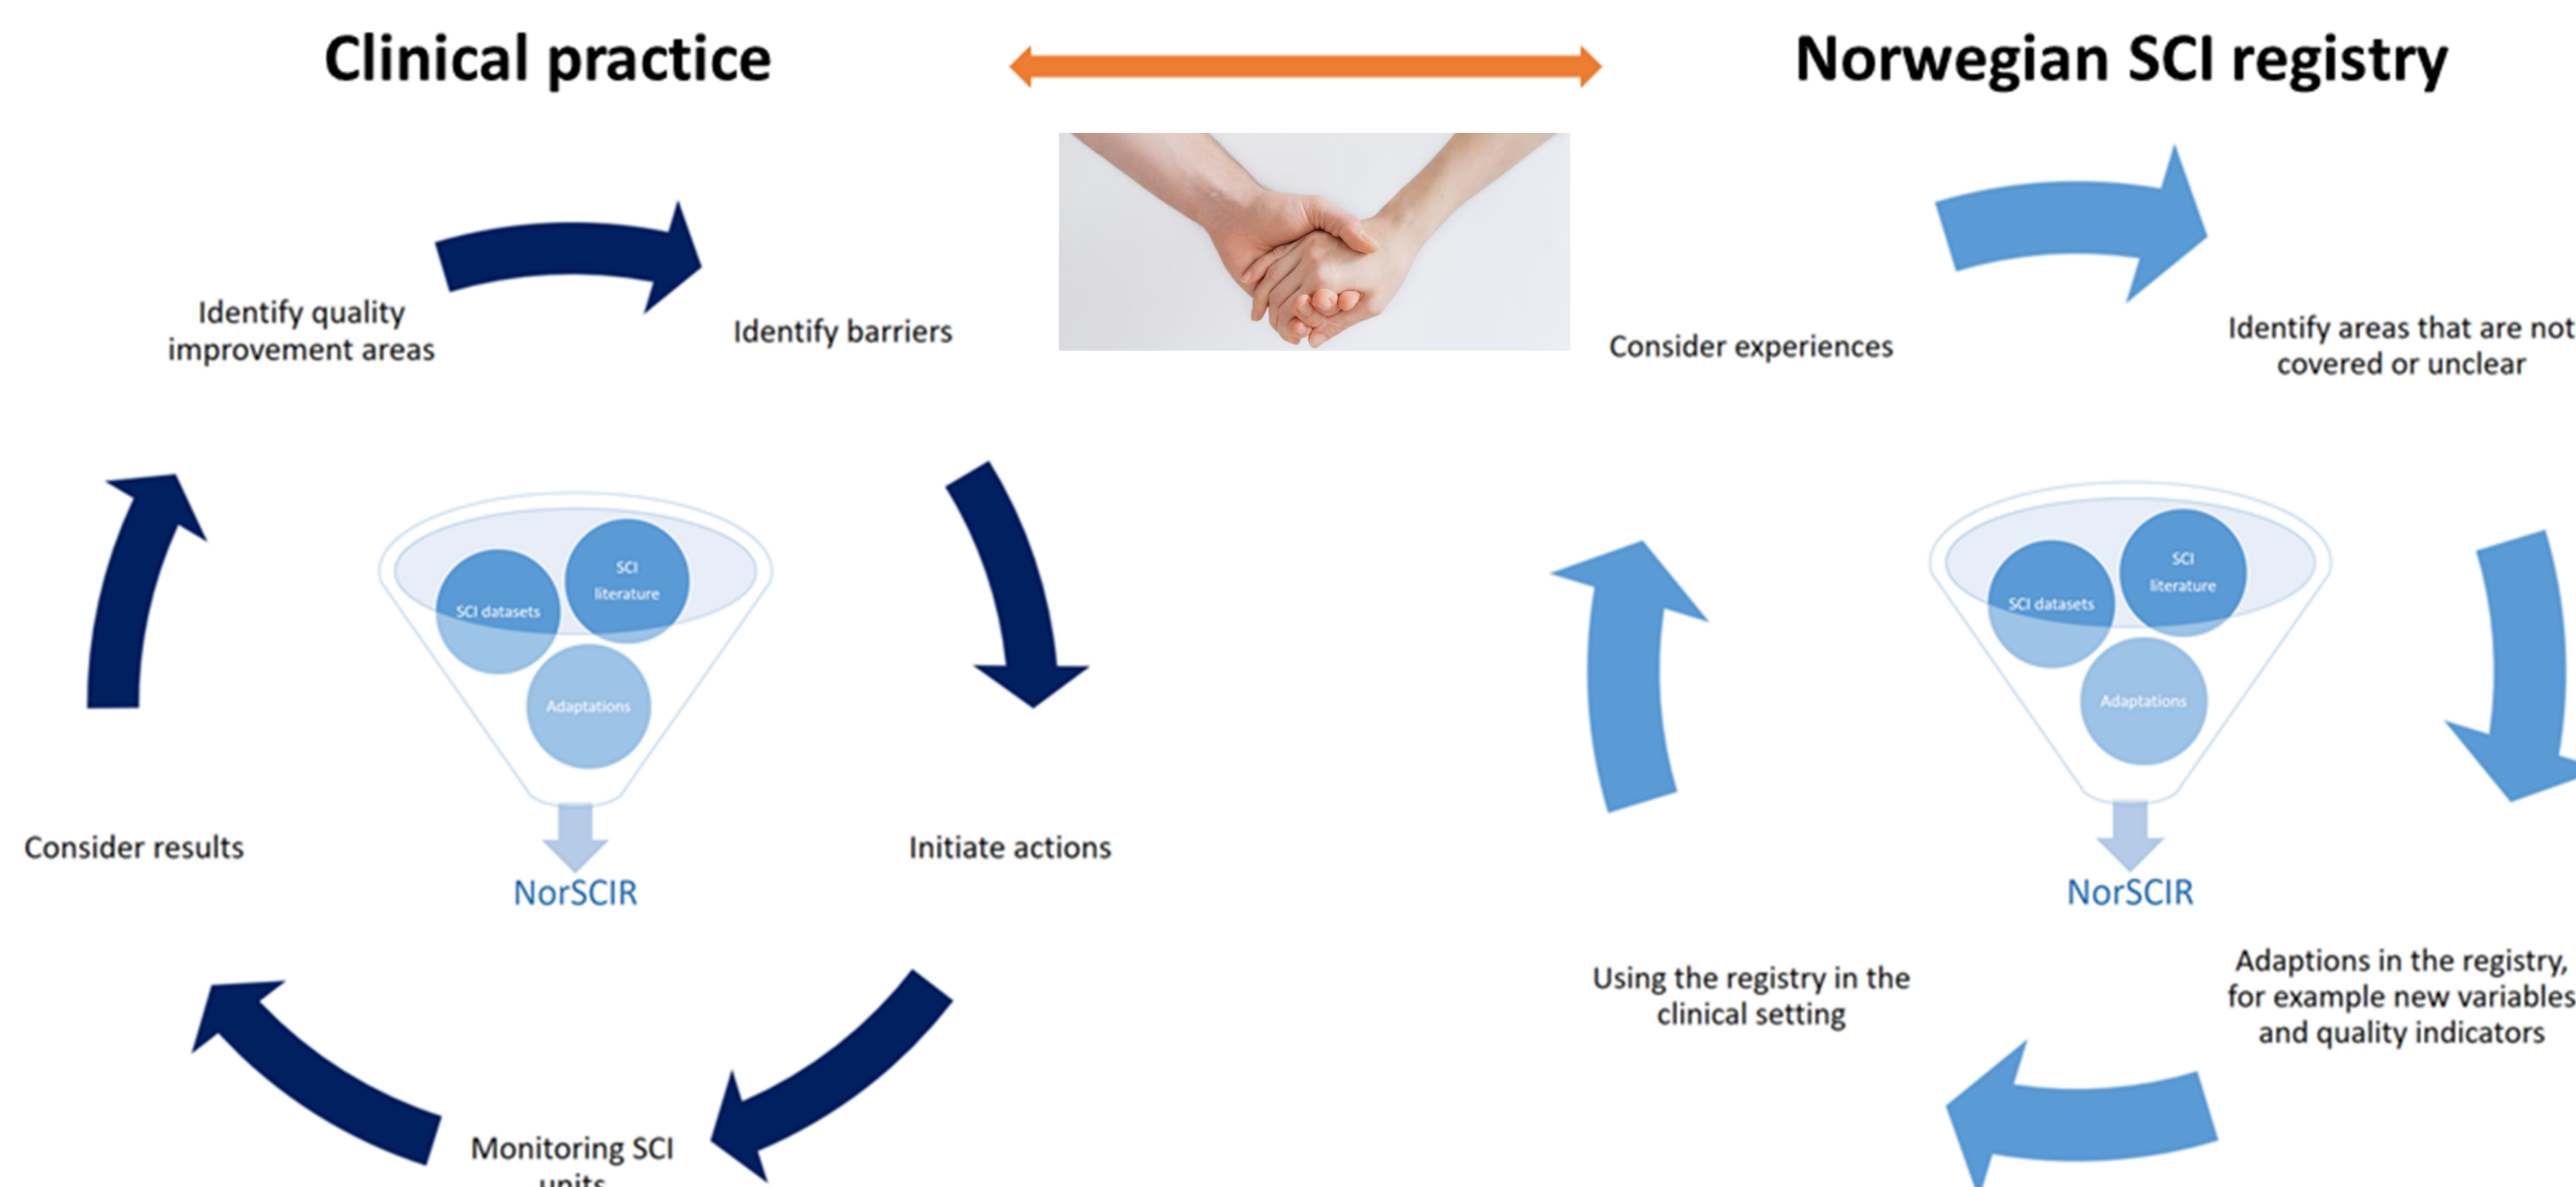 Clinical practice
Norwegian SCI registry
Identify quality
improvement areas
Identify barriers
Initiate actions
Monitoring SCI
units
Consider results
SCI datasets
SCI
literature
Adaptations
NorSCIR
Consider experiences
Identify areas that are not
covered or unclear
Adaptions in the registry,
for example new variables
and quality indicators
Using the registry in the
clinical setting
SCI datasets
SCI
literature
Adaptations
NorSCIR